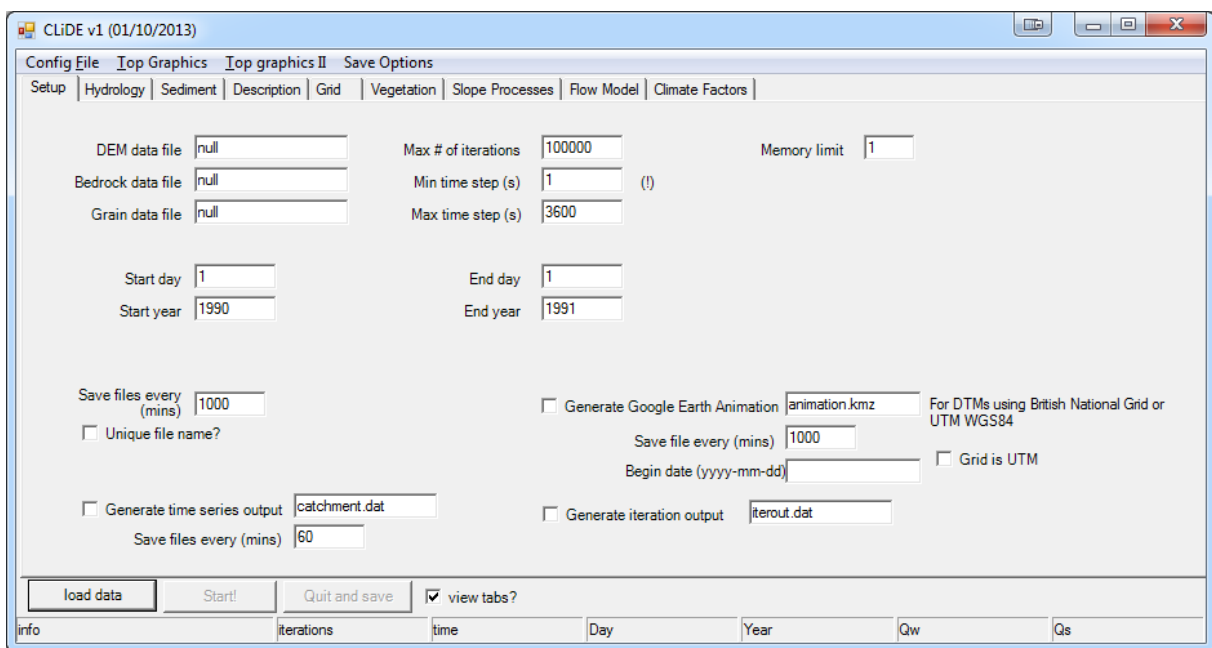 CLiDE v1 (01/10/2013)
Config File Top Graphics Top graphics II Save Options
Setup Hydrology Sediment Description Grid Vegetation Slope Processes Flow Model Climate Factors
DEM data file null Max # of iterations 100000 Memory limit 1
Bedrock data file null Min time step (s) 1 (!)
Grain data file null Max time step (s) 3600
Start day 1 End day 1
Start year 1990 End year 1991
Save files every
(mins) 1000
Unique file name?
Generate Google Earth Animation animation.kmz For DTMs using British National Grid or
UTM WGS84
Save file every (mins) 1000
Grid is UTM
Begin date (yyyy-mm-dd)
Generate time series output catchment.dat
Generate iteration output iterout.dat
Save files every (mins) 60
load data Start! Quit and save view tabs?
info iterations time Day Year Qw Qs